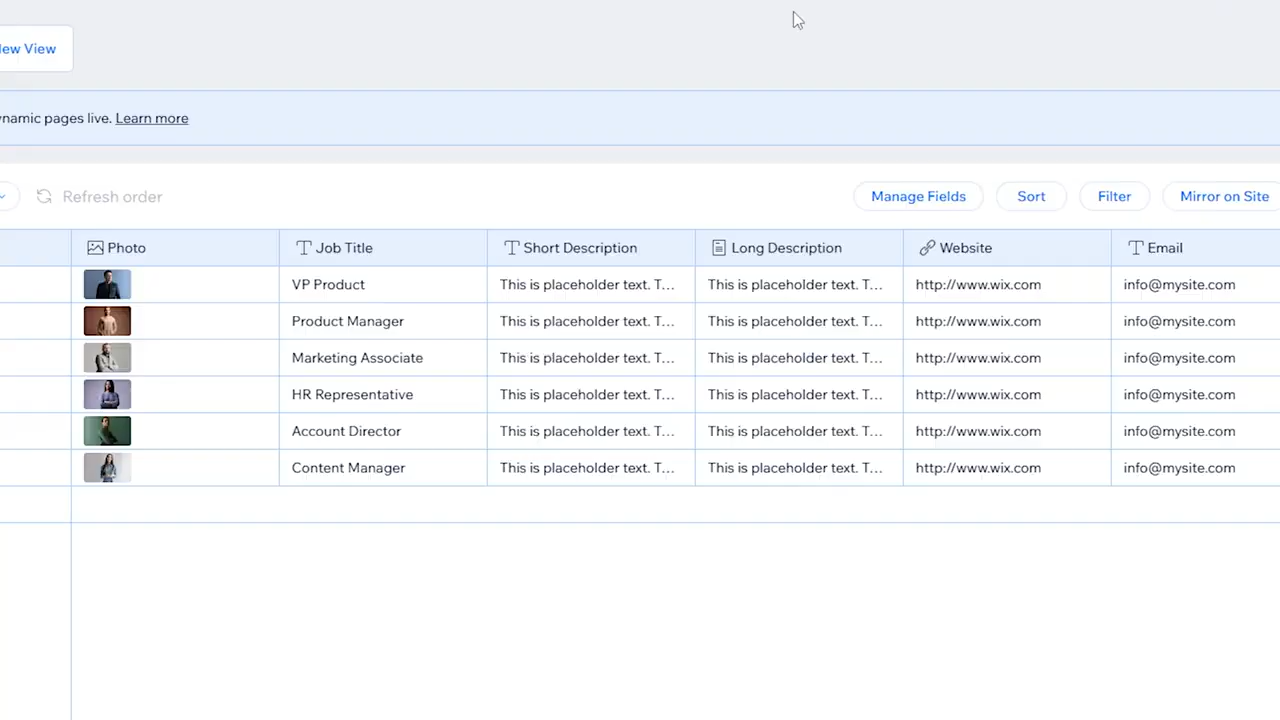 New View
ynamic pages live. Learn more
Refresh order
Manage Fields
Sort
Filter
Mirror on Site
Photo
Job Title
Short Description
Long Description
Website
Email
VP Product
This is placeholder text. T...
This is placeholder text. T...
http://www.wix.com
info@mysite.com
Product Manager
This is placeholder text. T...
This is placeholder text. T...
http://www.wix.com
info@mysite.com
Marketing Associate
This is placeholder text. T...
This is placeholder text. T...
http://www.wix.com
info@mysite.com
HR Representative
This is placeholder text. T...
This is placeholder text. T...
http://www.wix.com
info@mysite.com
Account Director
This is placeholder text. T...
This is placeholder text. T...
http://www.wix.com
info@mysite.com
Content Manager
This is placeholder text. T...
This is placeholder text. T...
http://www.wix.com
info@mysite.com